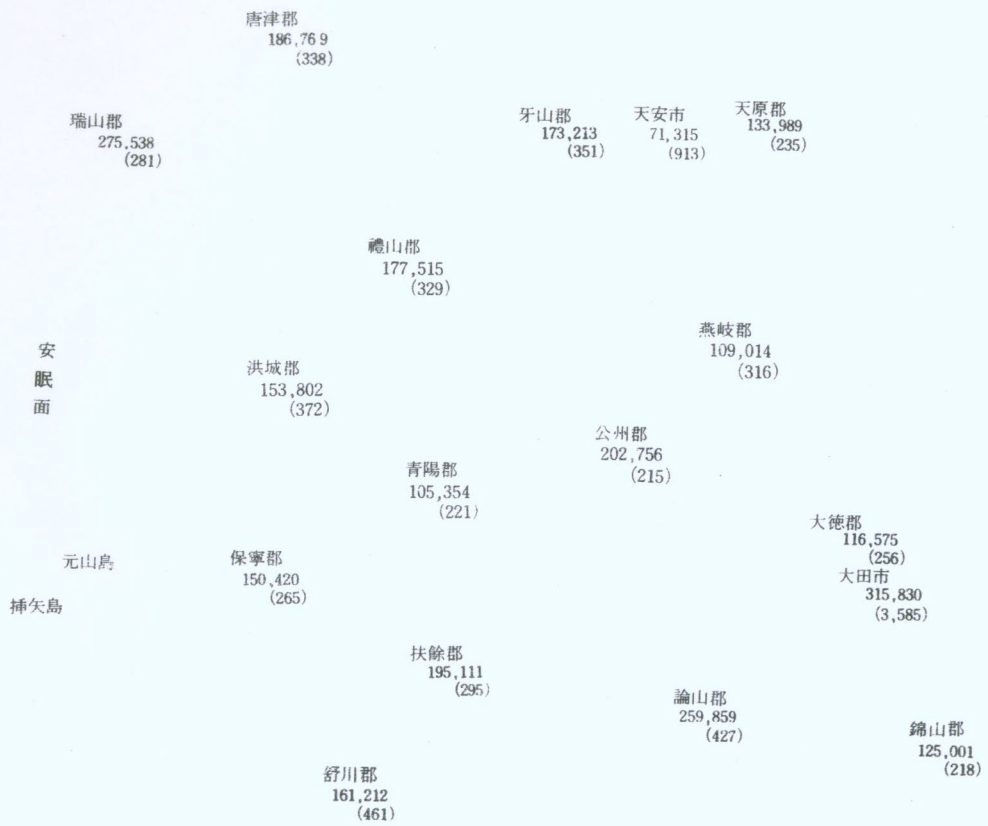 唐津郡
186,769
(338)
瑞山郡
275,538
(281)
牙山郡
173,213
(351)
天安市
71,315
(913)
天原郡
133,989
(235)
禮山郡
177,515
(329)
燕岐郡
109,014
(316)
安
眠
面
洪城郡
153,802
(372)
公州郡
202,756
(215)
青陽郡
105,354
(221)
大徳郡
116,575
(256)
元山島
保寧郡
150,420
(265)
大田市
315,830
(3,585)
挿矢島
扶餘郡
195,111
(295)
論山郡
259,859
(427)
錦山郡
125,001
(218)
舒川郡
161,212
(461)